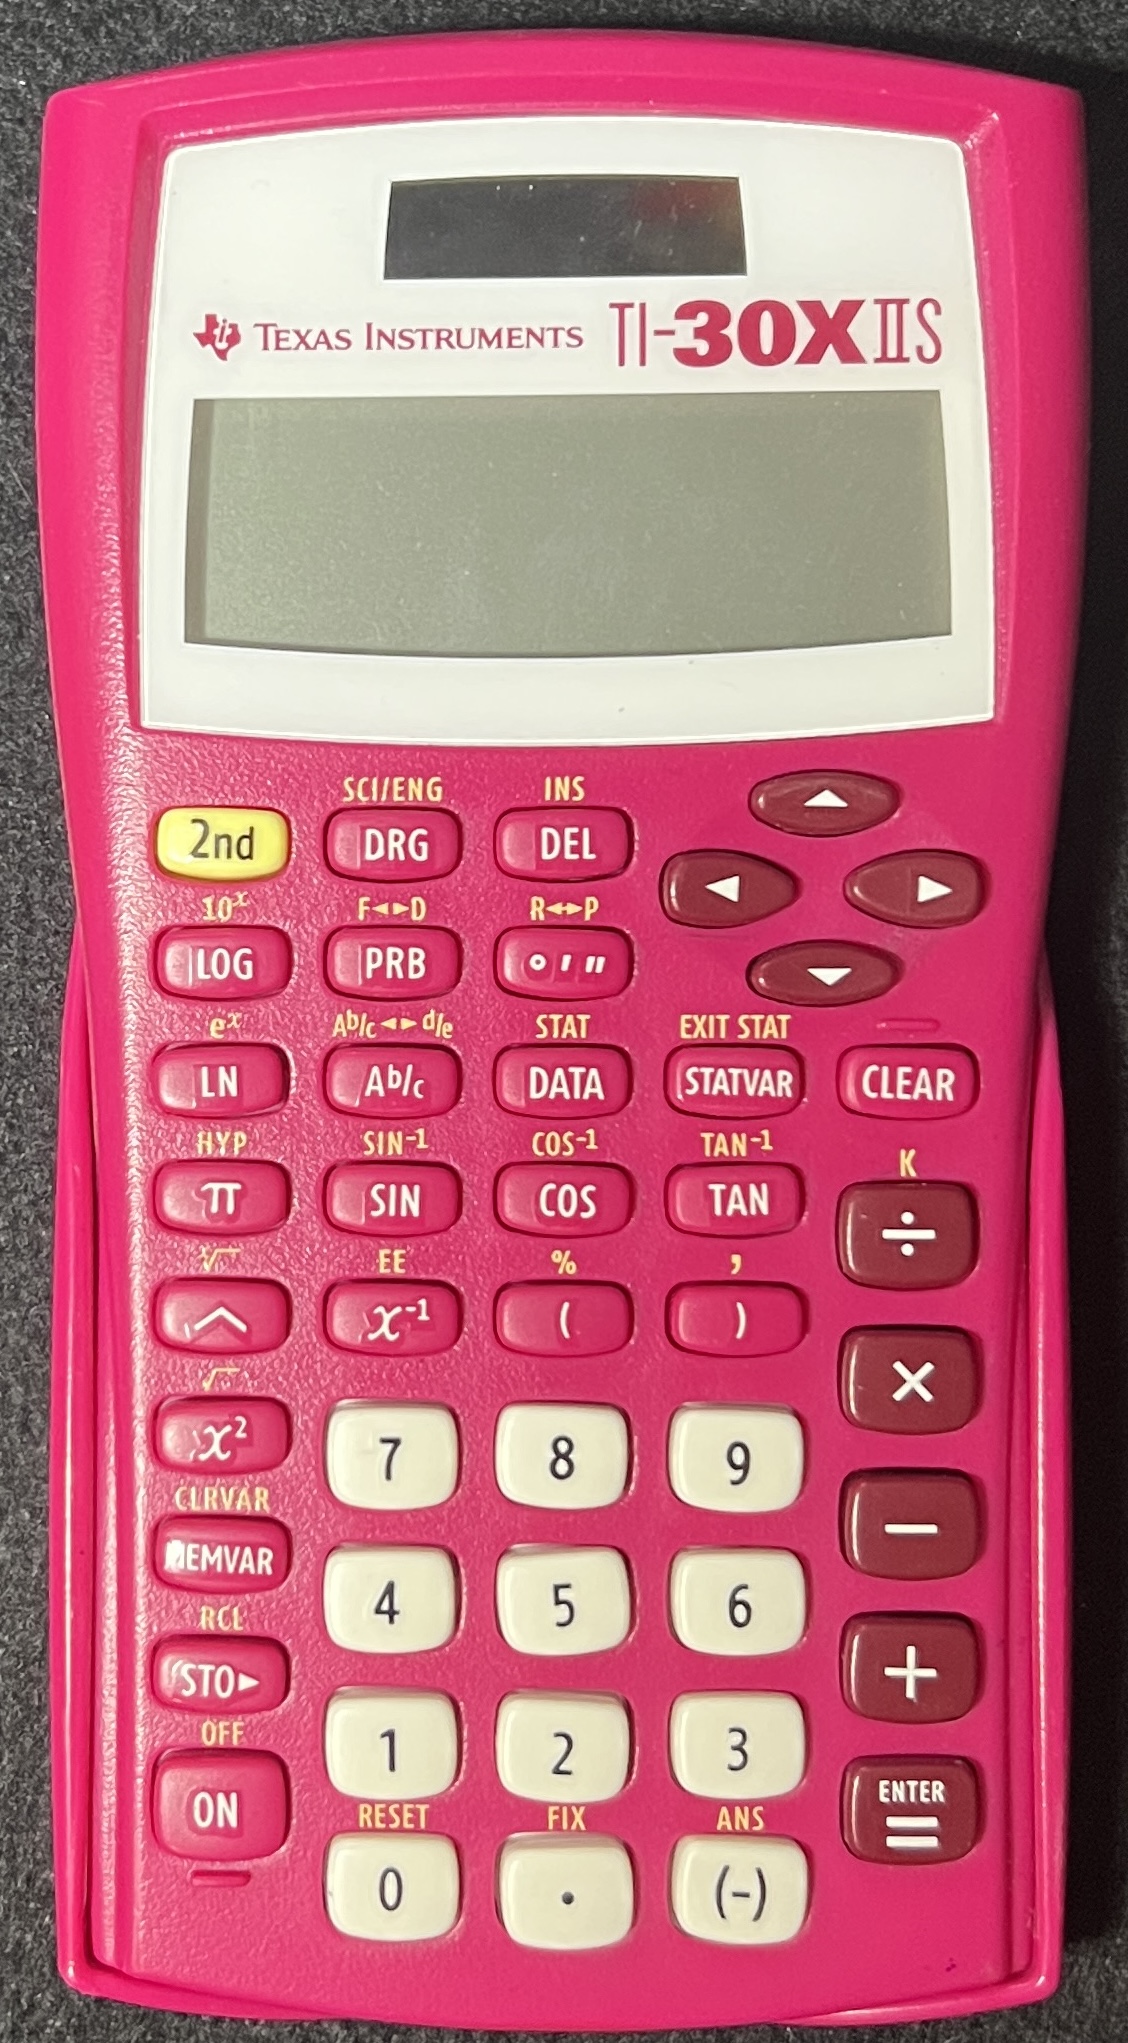 TEXAS INSTRUMENTS TI-30X IIS
SCI/ENG INS
2nd DRG DEL
10ˣ F◄►D R◄►P
LOG PRB ° ′ ″
eˣ Ab/c◄►d/e STAT EXIT STAT
LN Ab/c DATA STATVAR CLEAR
HYP SIN⁻¹ COS⁻¹ TAN⁻¹ K
π SIN COS TAN ÷
ˣ√ EE % ,
^ x⁻¹ ( ) ×
√
x² 7 8 9
CLRVAR
MEMVAR 4 5 6 −
RCL
STO► +
OFF
ON 1 2 3
RESET FIX ANS ENTER
0 . (–) =